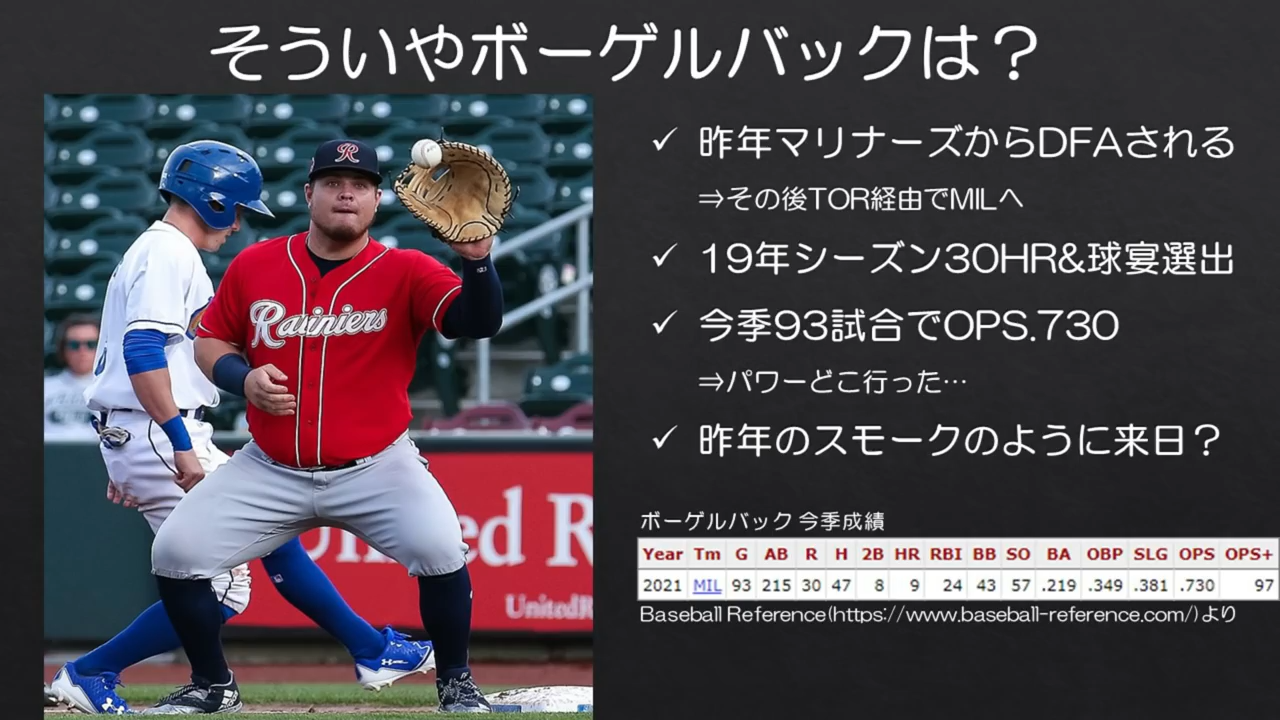 そういやボーゲルバックは？
✓ 昨年マリナーズからDFAされる
⇒その後TOR経由でMILへ
✓ 19年シーズン30HR&球宴選出
✓ 今季93試合でOPS.730
⇒パワーどこ行った…
✓ 昨年のスモークのように来日？
R
Rainiers
ed R
UnitedR
ボーゲルバック 今季成績
Year Tm G AB R H 2B HR RBI BB SO BA OBP SLG OPS OPS+
2021 MIL 93 215 30 47 8 9 24 43 57 .219 .349 .381 .730 97
Baseball Reference(https://www.baseball-reference.com/)より